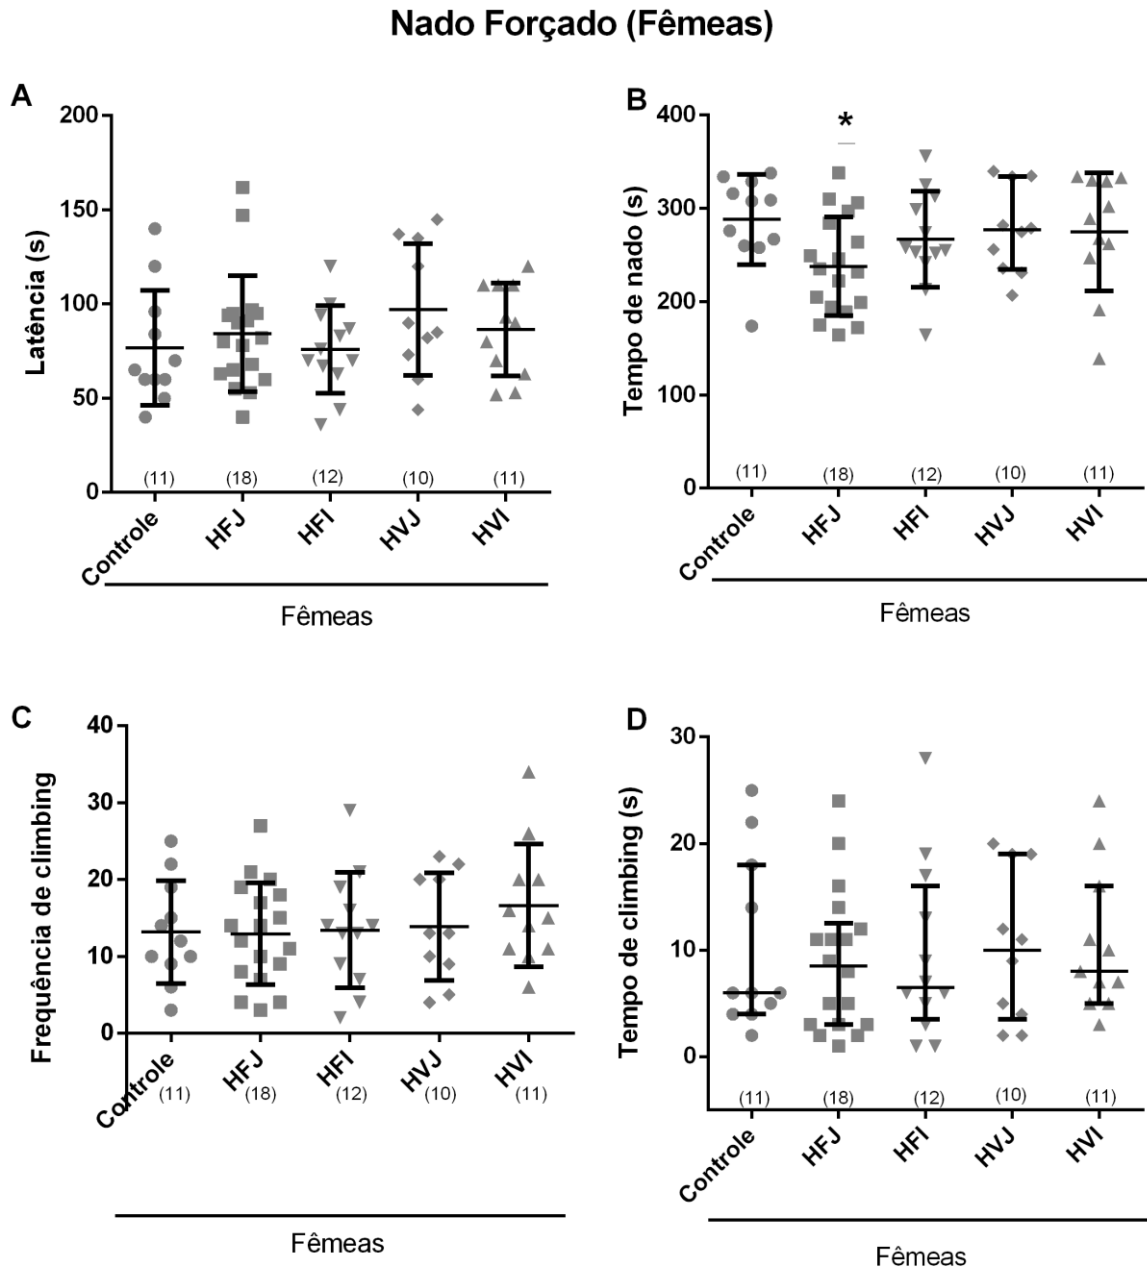 Nado Forçado (Fêmeas)
A
Latência (s)
200
150
100
50
0
(11) (18) (12) (10) (11)
Controle HFJ HFI HVJ HVI
Fêmeas
B
Tempo de nado (s)
400
300
200
100
0
*
(11) (18) (12) (10) (11)
Controle HFJ HFI HVJ HVI
Fêmeas
C
Frequência de climbing
40
30
20
10
0
Controle HFJ HFI HVJ HVI
(11) (18) (12) (10) (11)
Fêmeas
D
Tempo de climbing (s)
30
20
10
0
(11) (18) (12) (10) (11)
Controle HFJ HFI HVJ HVI
Fêmeas